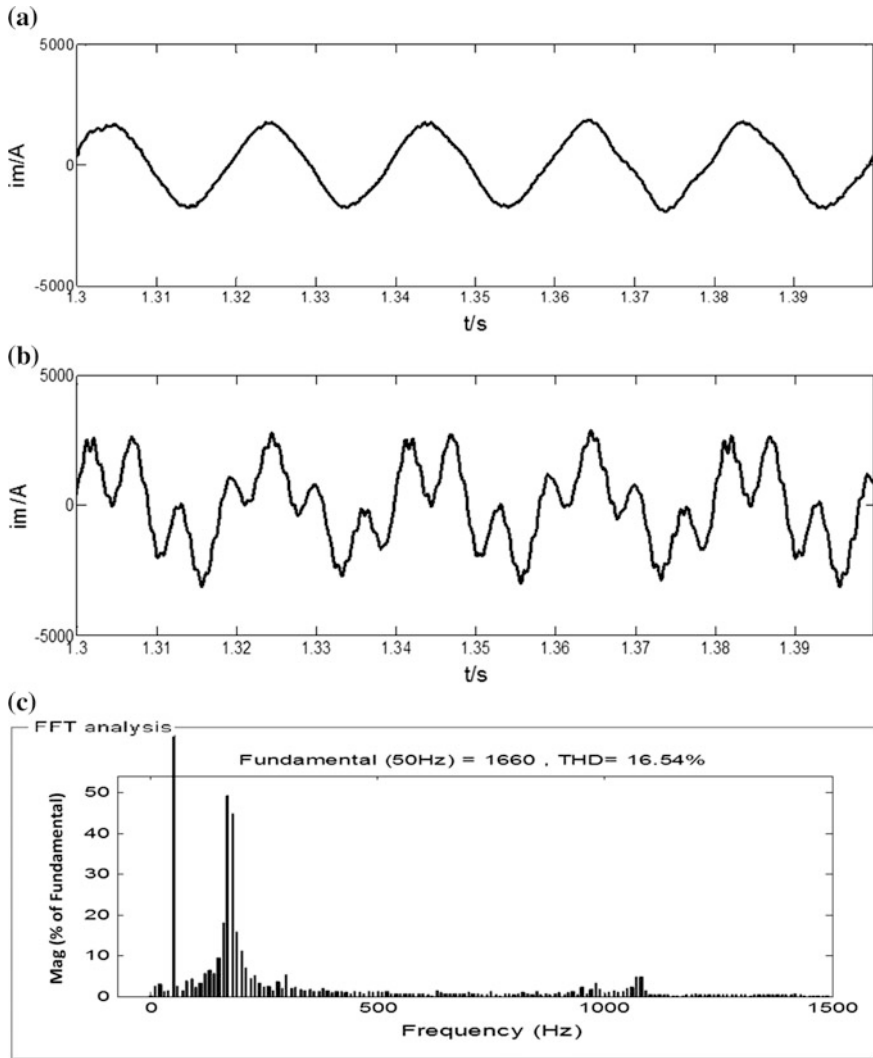 (a)
5000
0
-5000
im/A
1.3 1.31 1.32 1.33 1.34 1.35 1.36 1.37 1.38 1.39
t/s
(b)
5000
0
-5000
im/A
1.3 1.31 1.32 1.33 1.34 1.35 1.36 1.37 1.38 1.39
t/s
(c)
FFT analysis
Fundamental (50Hz) = 1660 , THD= 16.54%
Mag (% of Fundamental)
50
40
30
20
10
0
0 500 1000 1500
Frequency (Hz)